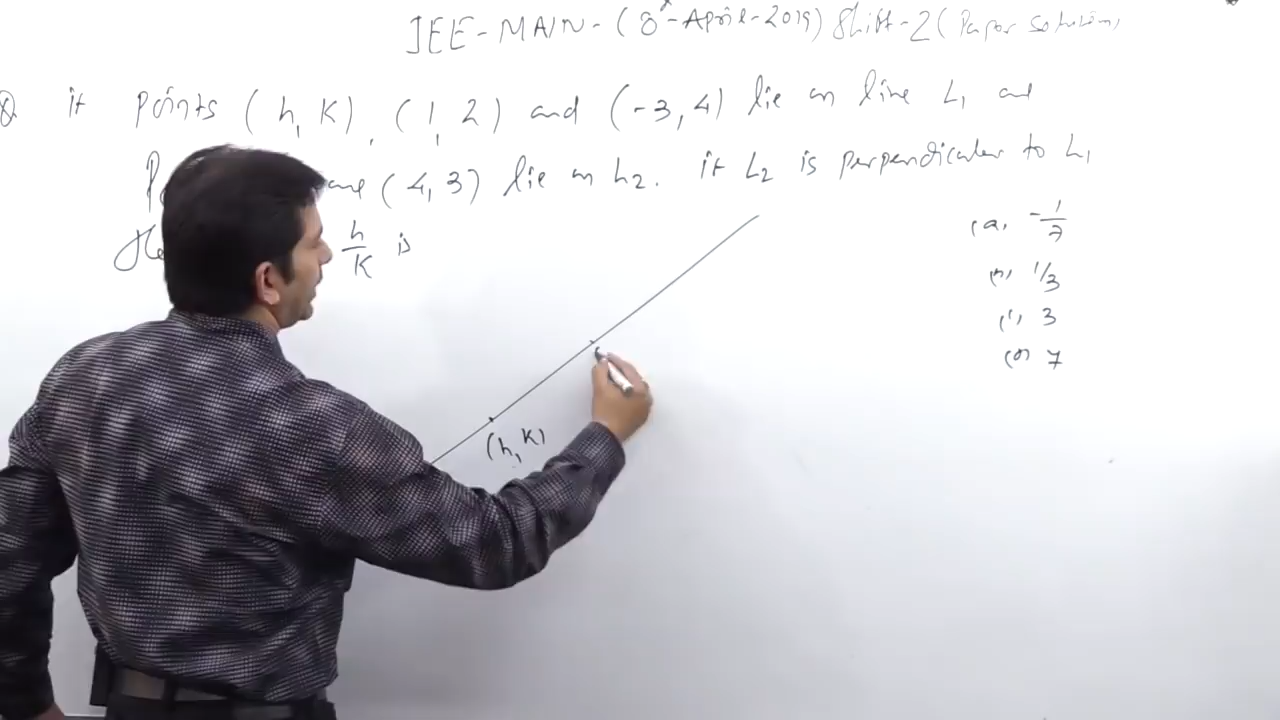 JEE-MAIN-(8-April-2019) Shift-2 (Paper solution)
Q if points (h, K), (1, 2) and (-3, 4) lie on line L1 and
and (4, 3) lie on L2. if L2 is perpendicular to L1
h/K is
(a) -1/7
1/3
3
7
(h, K)